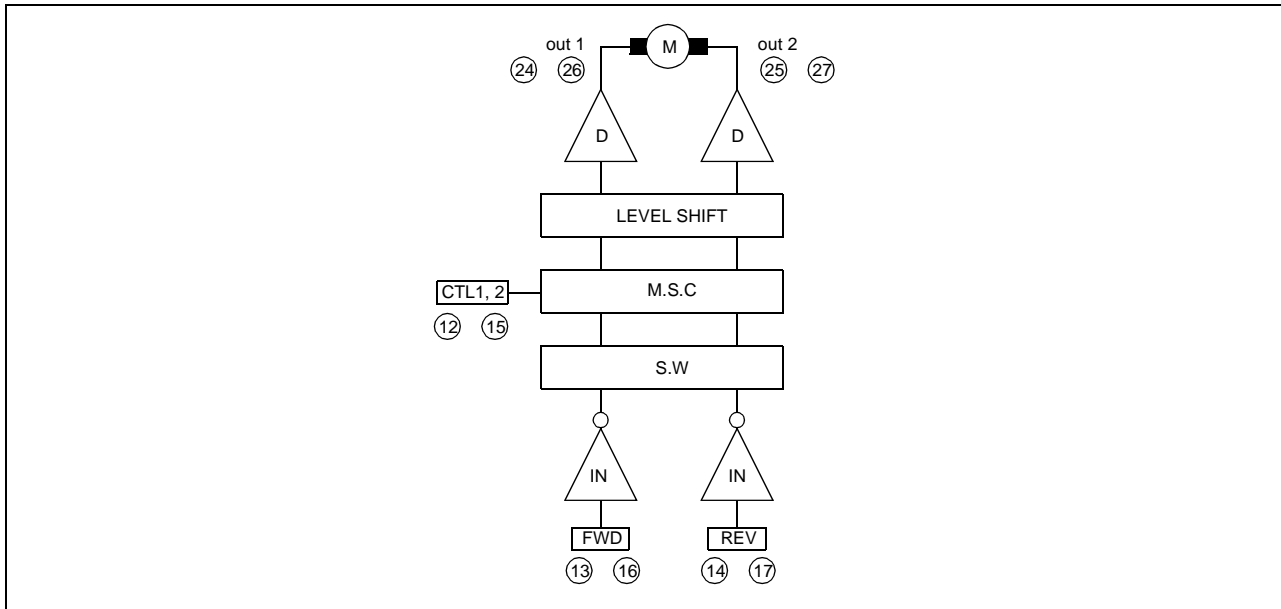 out 1 M out 2
24 26 25 27
D D
LEVEL SHIFT
CTL1, 2 M.S.C
12 15
S.W
IN IN
FWD REV
13 16 14 17